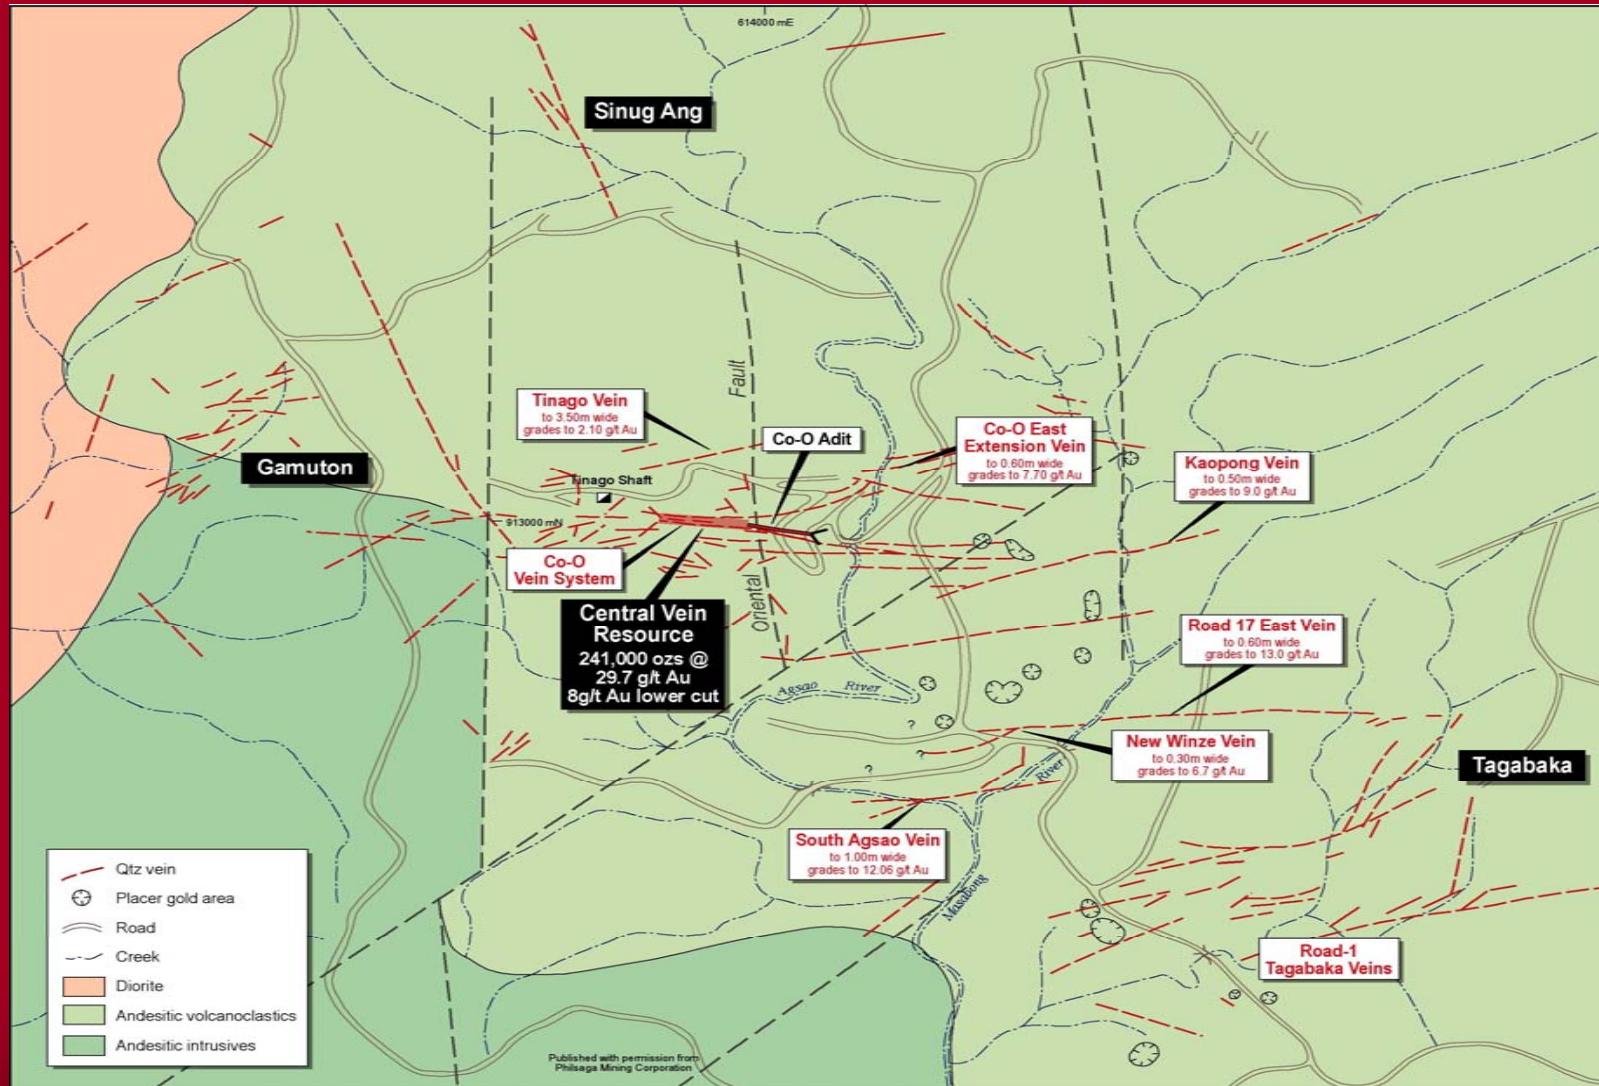 614000 mE
Sinug Ang
Fault
Tinago Vein
to 3.50m wide
grades to 2.10 g/t Au
Co-O Adit
Co-O East
Extension Vein
to 0.60m wide
grades to 7.70 g/t Au
Gamuton
Kaopong Vein
to 0.50m wide
grades to 9.0 g/t Au
Tinago Shaft
913000 mN
Co-O
Vein System
Oriental
Central Vein
Resource
241,000 ozs @
29.7 g/t Au
8g/t Au lower cut
Road 17 East Vein
to 0.60m wide
grades to 13.0 g/t Au
Agsao River
?
?
?
New Winze Vein
to 0.30m wide
grades to 6.7 g/t Au
Tagabaka
River
South Agsao Vein
to 1.00m wide
grades to 12.06 g/t Au
Masabong
Qtz vein
Placer gold area
Road
Creek
Diorite
Andesitic volcanoclastics
Andesitic intrusives
Road-1
Tagabaka Veins
Published with permission from
Philsaga Mining Corporation